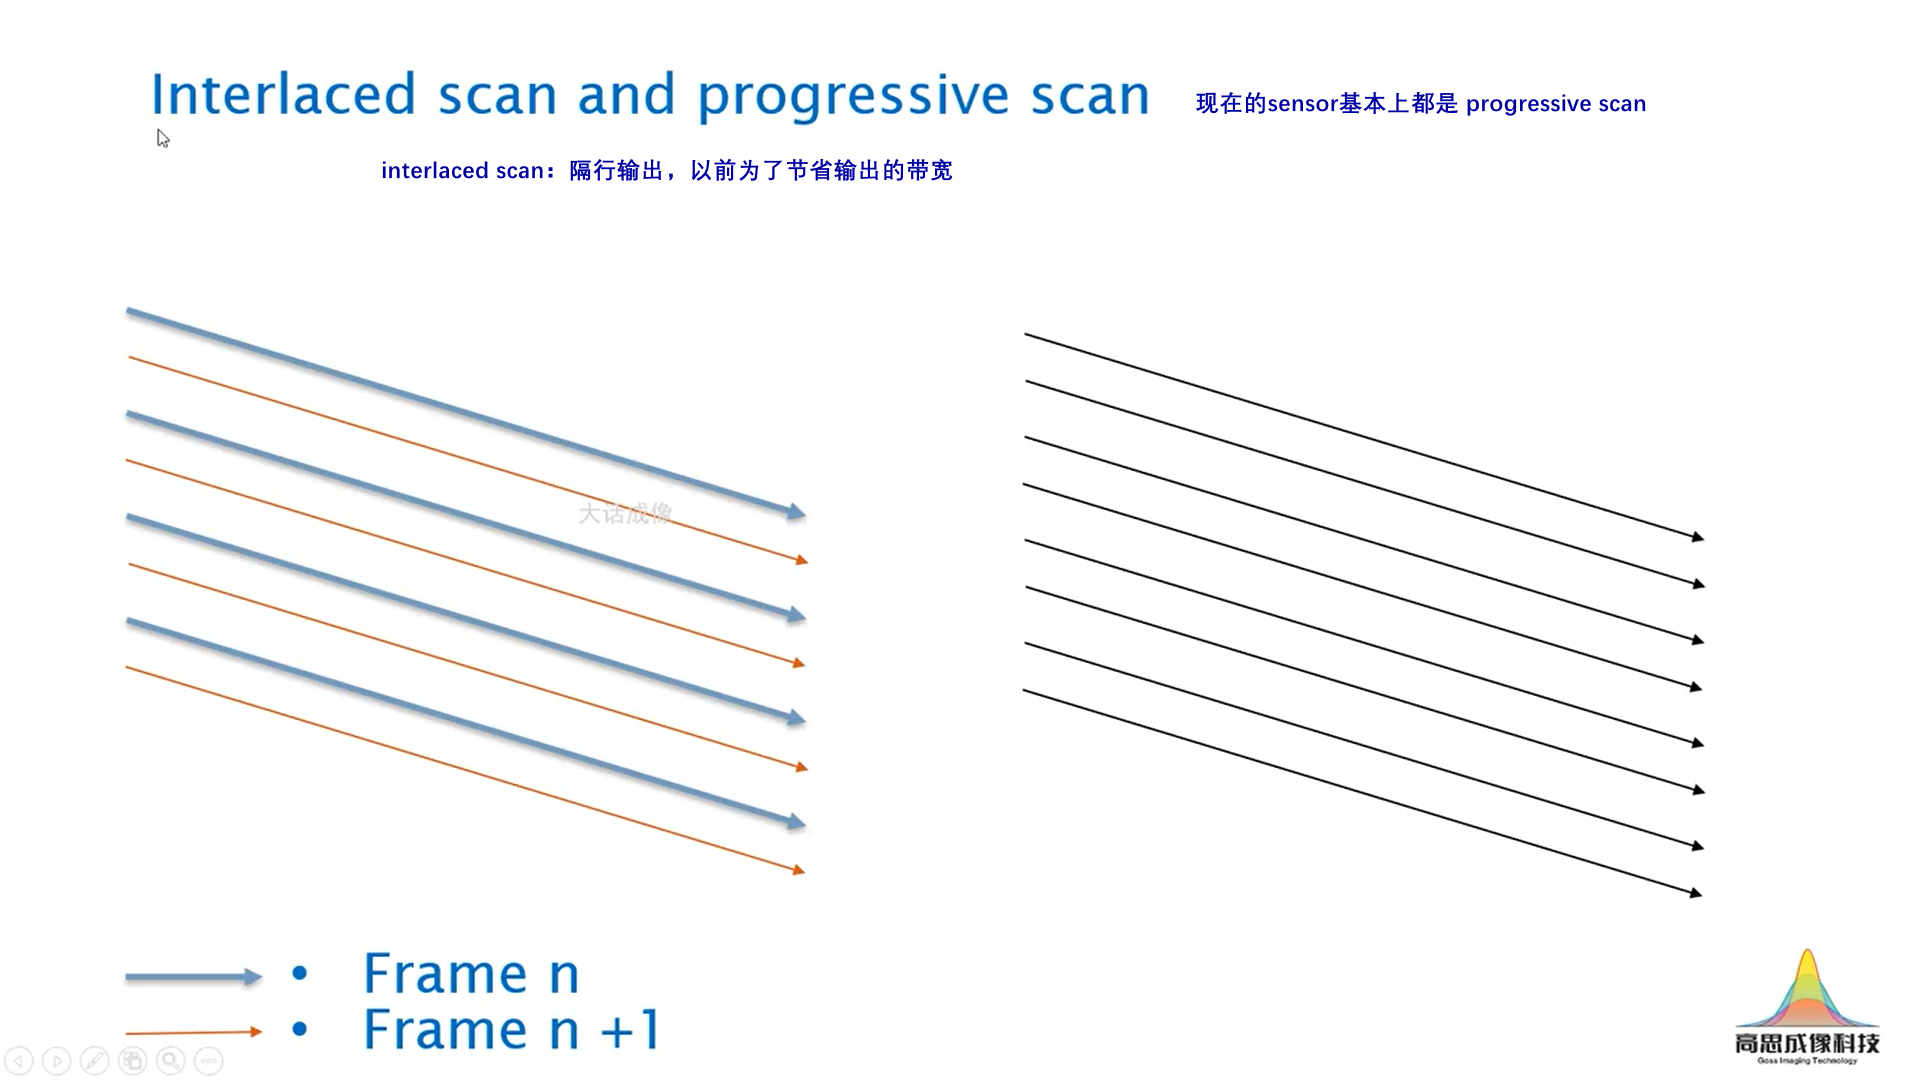 Interlaced scan and progressive scan
现在的sensor基本上都是 progressive scan
interlaced scan：隔行输出，以前为了节省输出的带宽
大话成像
• Frame n
• Frame n +1
高思成像科技
Goss Imaging Technology